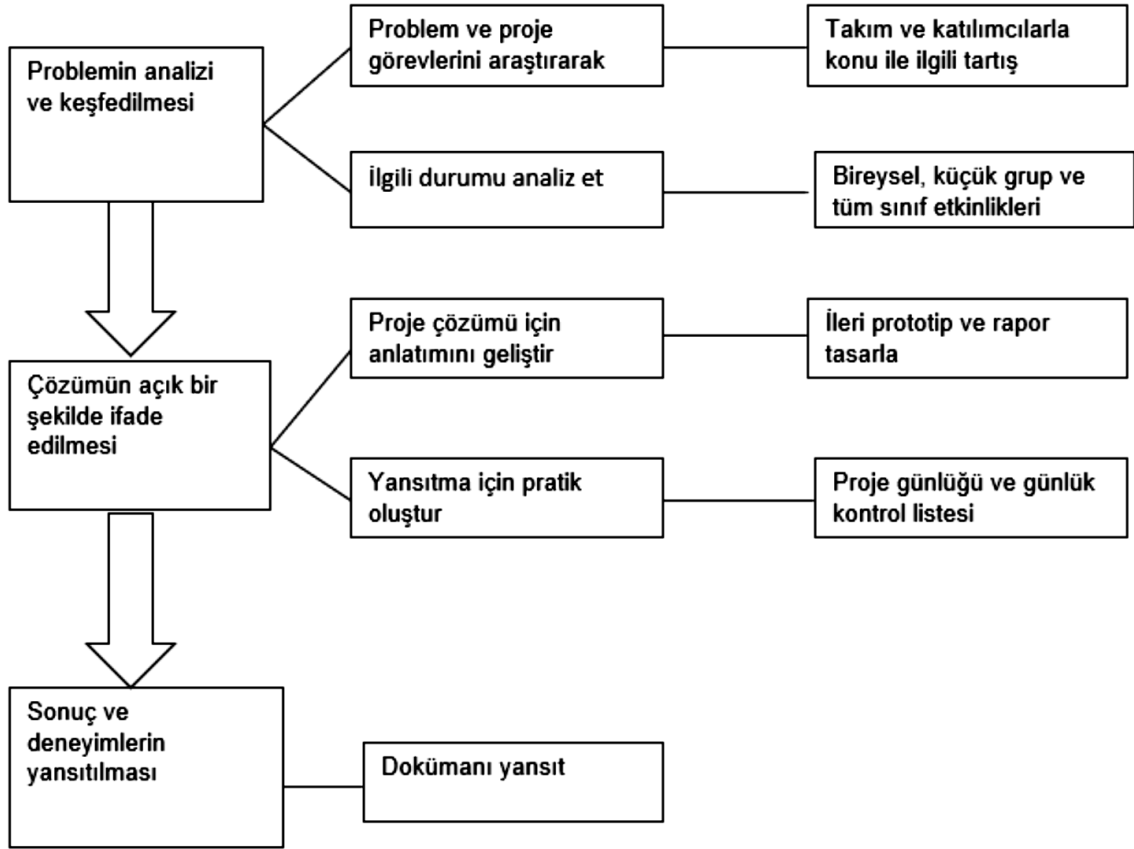 Problemin analizi
ve keşfedilmesi
Problem ve proje
görevlerini araştırarak
Takım ve katılımcılarla
konu ile ilgili tartış
İlgili durumu analiz et
Bireysel, küçük grup ve
tüm sınıf etkinlikleri
Çözümün açık bir
şekilde ifade
edilmesi
Proje çözümü için
anlatımını geliştir
İleri prototip ve rapor
tasarla
Yansıtma için pratik
oluştur
Proje günlüğü ve günlük
kontrol listesi
Sonuç ve
deneyimlerin
yansıtılması
Dokümanı yansıt